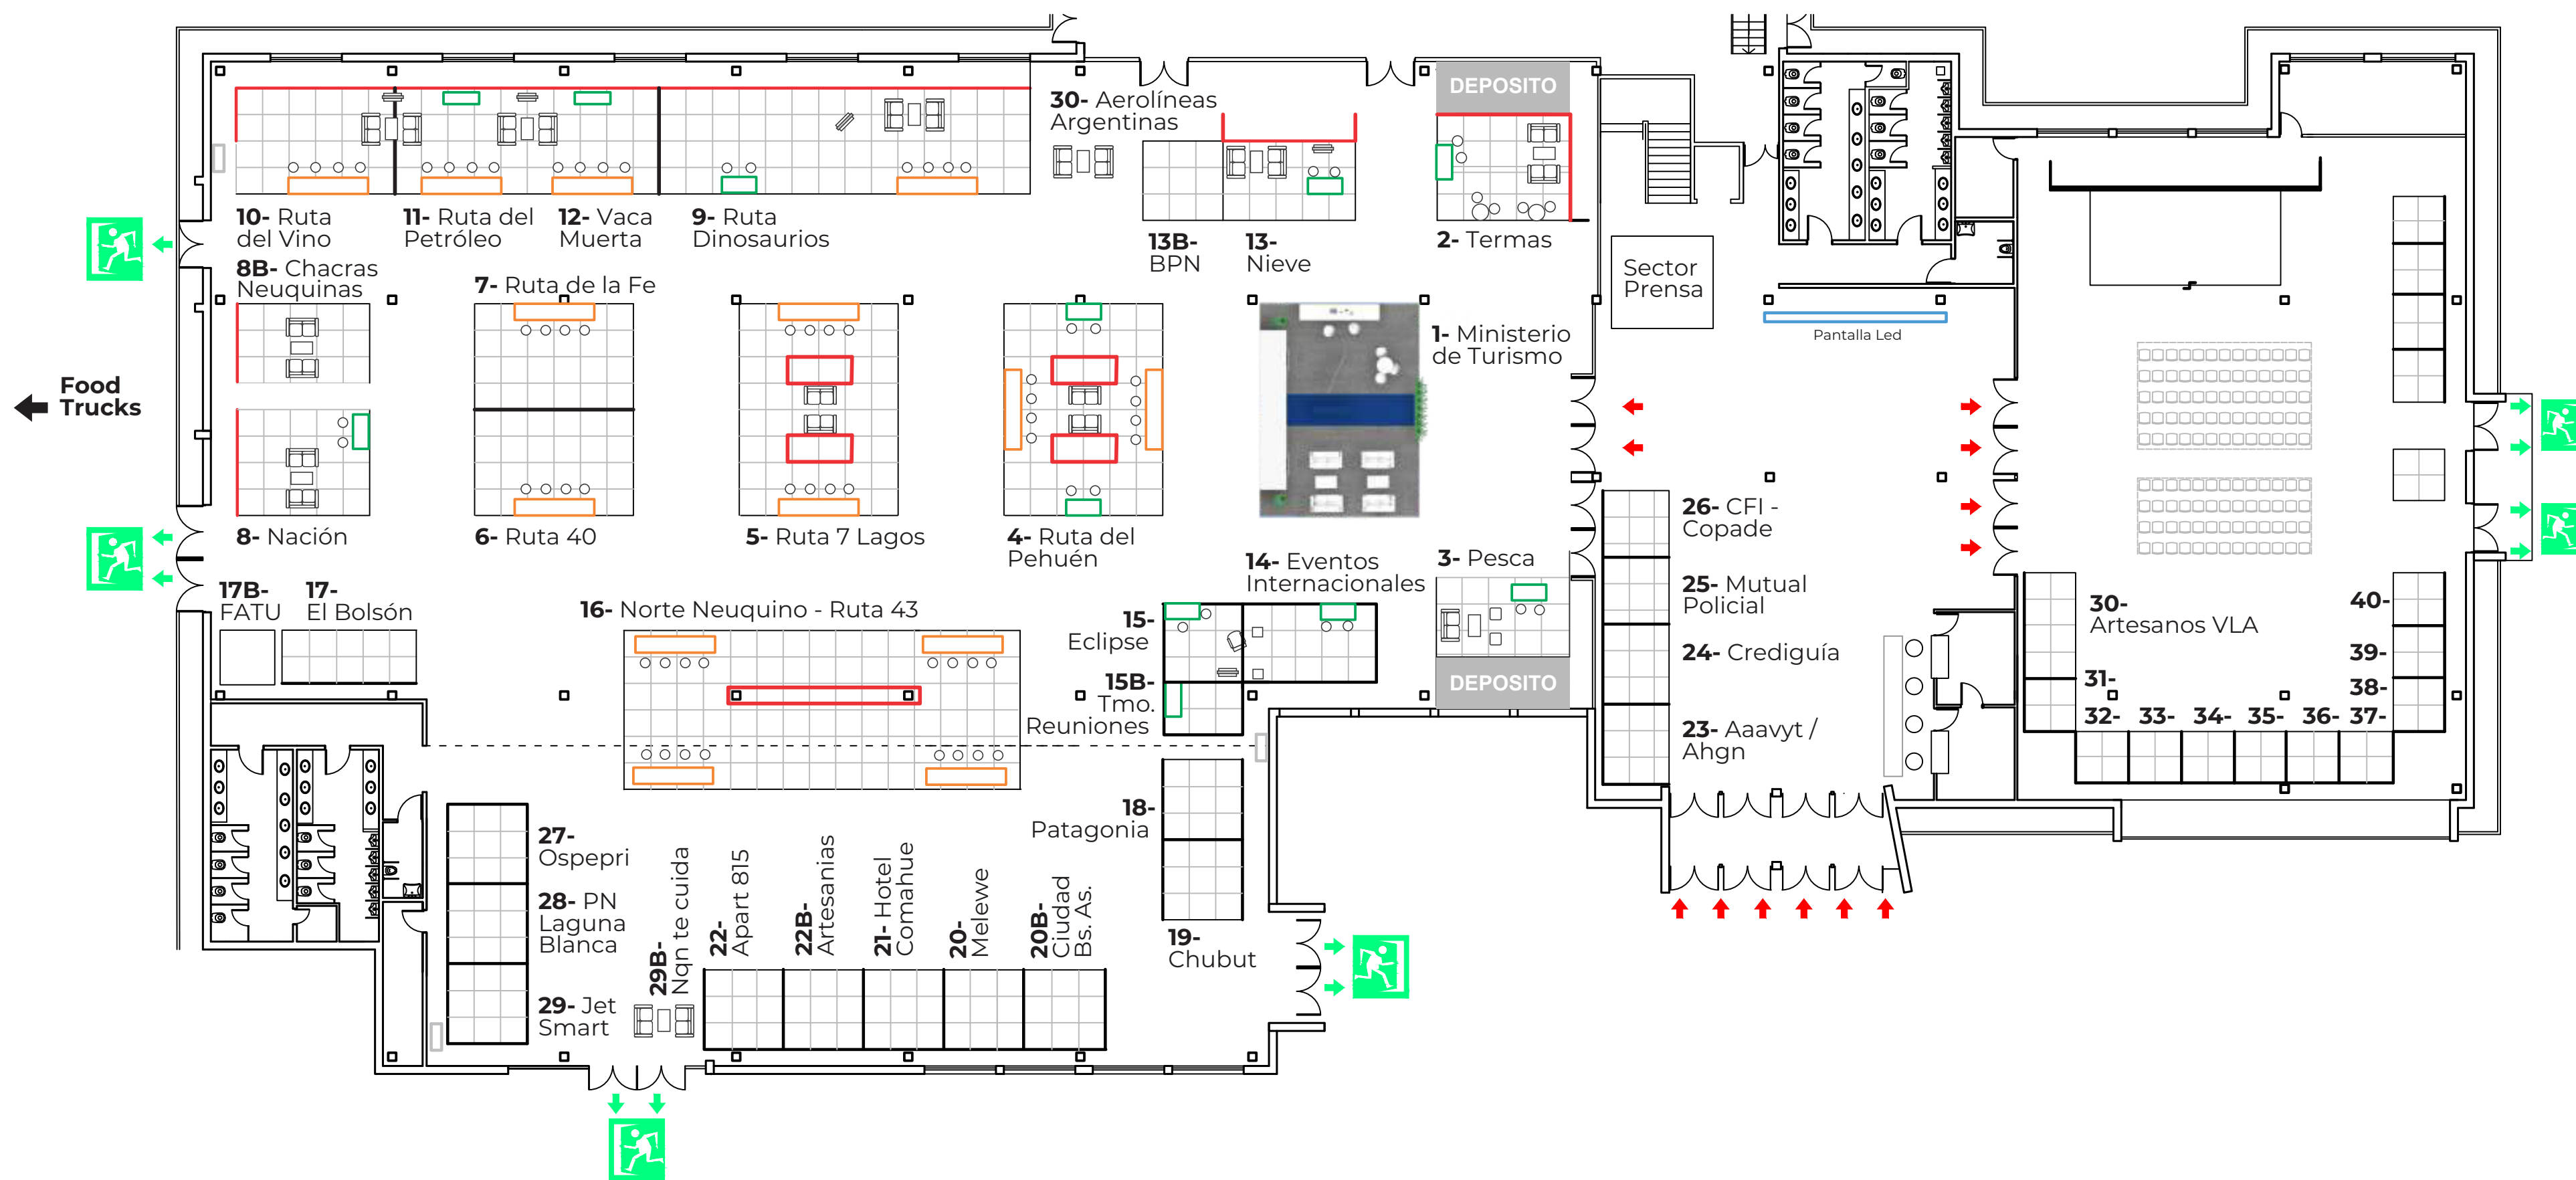 DEPOSITO
30- Aerolíneas
Argentinas
10- Ruta
del Vino
11- Ruta del
Petróleo
12- Vaca
Muerta
9- Ruta
Dinosaurios
13B-
BPN
13-
Nieve
2- Termas
8B- Chacras
Neuquinas
7- Ruta de la Fe
Sector
Prensa
Pantalla Led
1- Ministerio
de Turismo
Food
Trucks
8- Nación
6- Ruta 40
5- Ruta 7 Lagos
4- Ruta del
Pehuén
14- Eventos
Internacionales
3- Pesca
DEPOSITO
26- CFI -
Copade
25- Mutual
Policial
24- Crediguía
23- Aaavyt /
Ahgn
17B-
FATU
17-
El Bolsón
16- Norte Neuquino - Ruta 43
15-
Eclipse
15B-
Tmo.
Reuniones
30-
Artesanos VLA
31-
32-
33-
34-
35-
36-
37-
38-
39-
40-
18-
Patagonia
19-
Chubut
27-
Ospepri
28- PN
Laguna
Blanca
29- Jet
Smart
29B-
Nqn te cuida
22-
Apart 815
22B-
Artesanias
21- Hotel
Comahue
20-
Melewe
20B-
Ciudad
Bs. As.